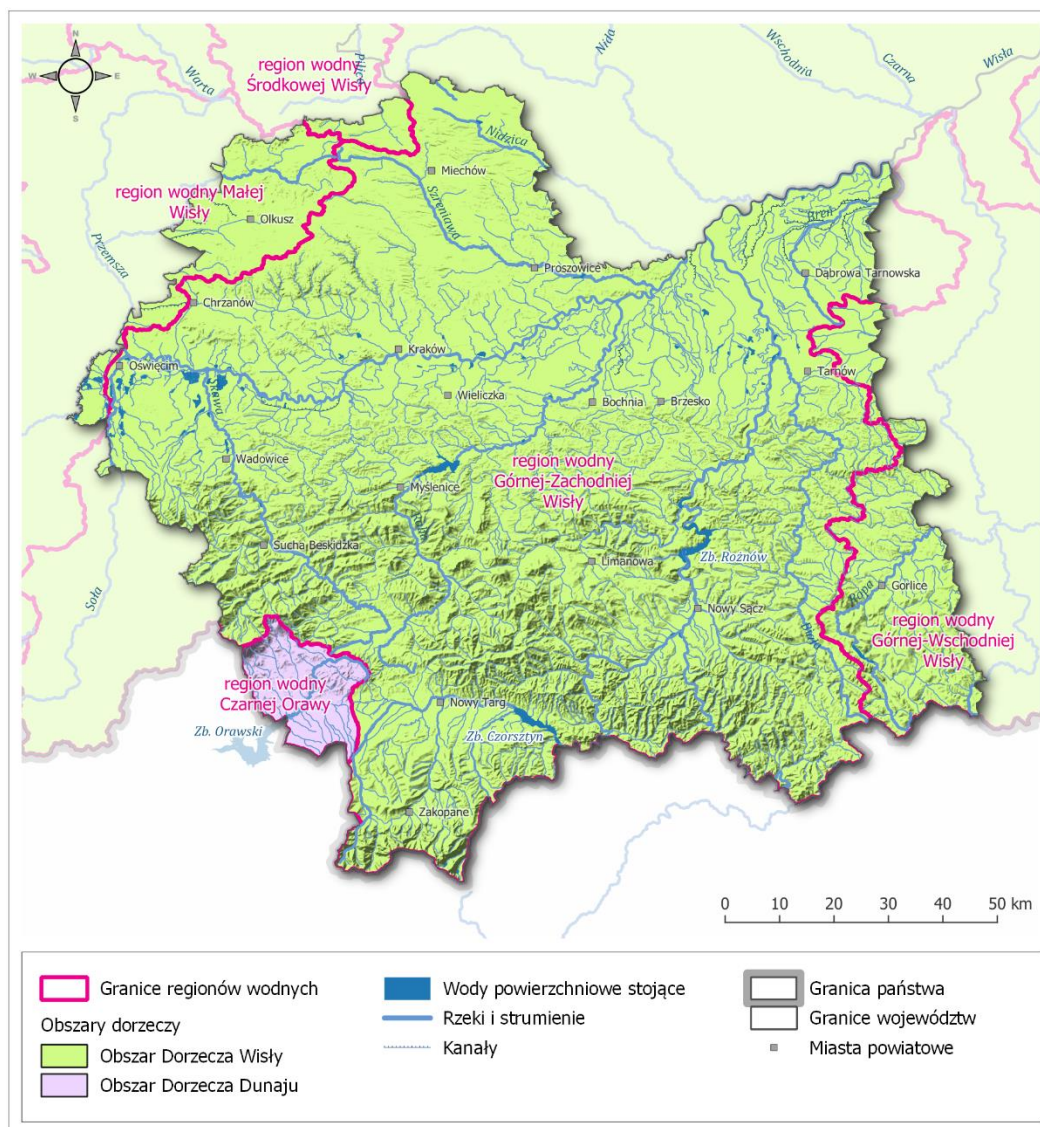 N
W
E
S
region wodny
Środkowej Wisły
Pilica
Warta
Nida
Wschodnia
Czarna
Wisła
Nidzica
Miechów
region wodny Małej
Wisły
Olkusz
Szreniawa
Przemsza
Breń
Proszowice
Dąbrowa Tarnowska
Chrzanów
Kraków
Oświęcim
Tarnów
Skawa
Wieliczka
Bochnia
Brzesko
Wadowice
region wodny
Górnej-Zachodniej
Wisły
Myślenice
Raba
Sucha Beskidzka
Limanowa
Zb. Rożnów
Soła
Gorlice
Ropa
Nowy Sącz
Biała
region wodny
Górnej-Wschodniej
Wisły
region wodny
Czarnej Orawy
Nowy Targ
Zb. Orawski
Zb. Czorsztyn
Zakopane
0 10 20 30 40 50 km
Granice regionów wodnych
Obszary dorzeczy
Obszar Dorzecza Wisły
Obszar Dorzecza Dunaju
Wody powierzchniowe stojące
Rzeki i strumienie
Kanały
Granica państwa
Granice województw
Miasta powiatowe